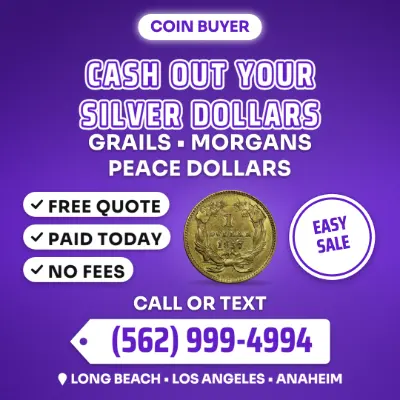 COIN BUYER
CASH OUT YOUR
SILVER DOLLARS
GRAILS • MORGANS
PEACE DOLLARS
FREE QUOTE
PAID TODAY
NO FEES
1
EASY
SALE
CALL OR TEXT
(562) 999-4994
LONG BEACH • LOS ANGELES • ANAHEIM